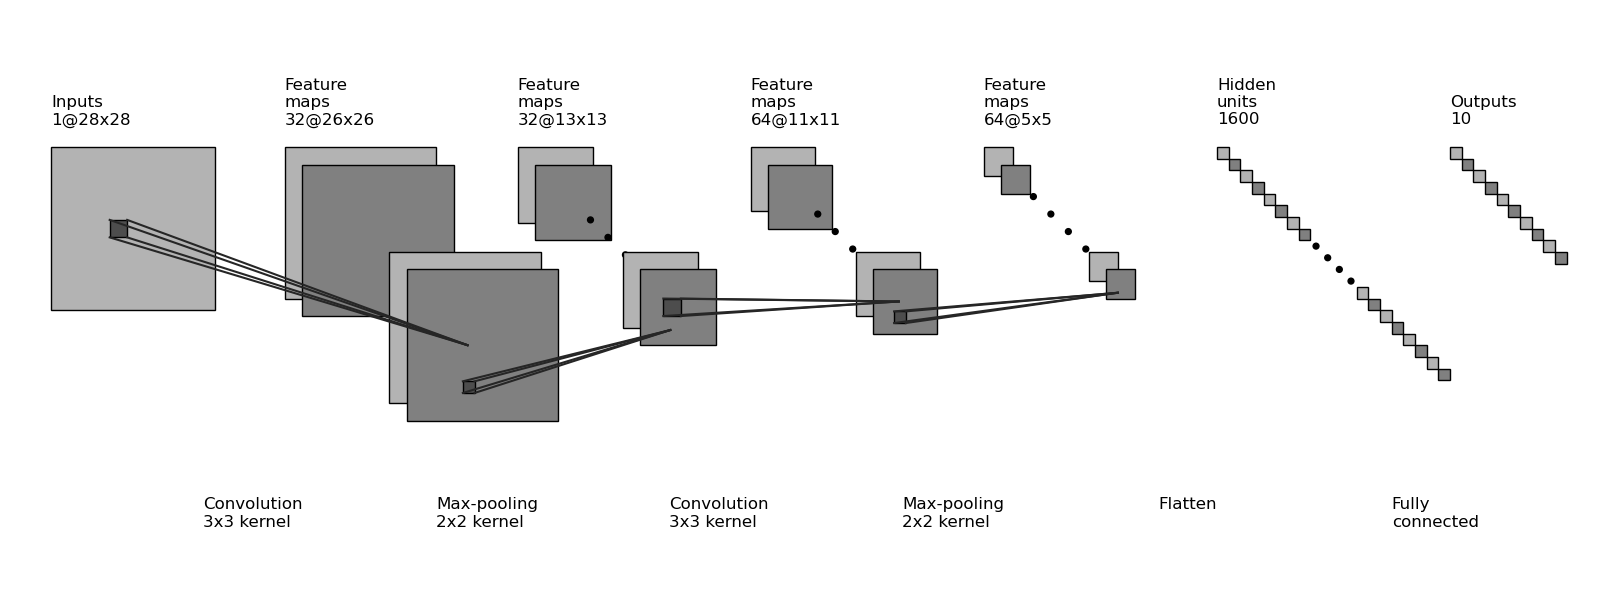 Inputs
1@28x28
Feature
maps
32@26x26
Feature
maps
32@13x13
Feature
maps
64@11x11
Feature
maps
64@5x5
Hidden
units
1600
Outputs
10
Convolution
3x3 kernel
Max-pooling
2x2 kernel
Convolution
3x3 kernel
Max-pooling
2x2 kernel
Flatten
Fully
connected